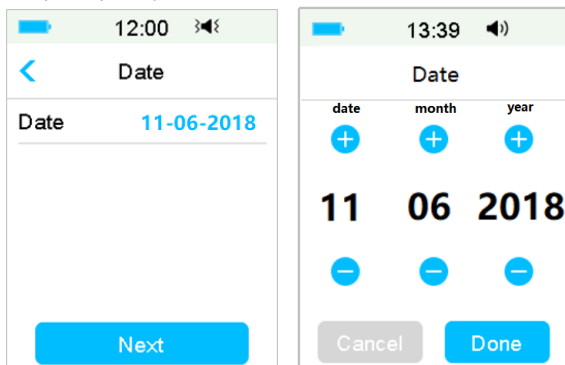 12:00
Date
Date 11-06-2018
Next
13:39
Date
date month year
11 06 2018
Cancel Done